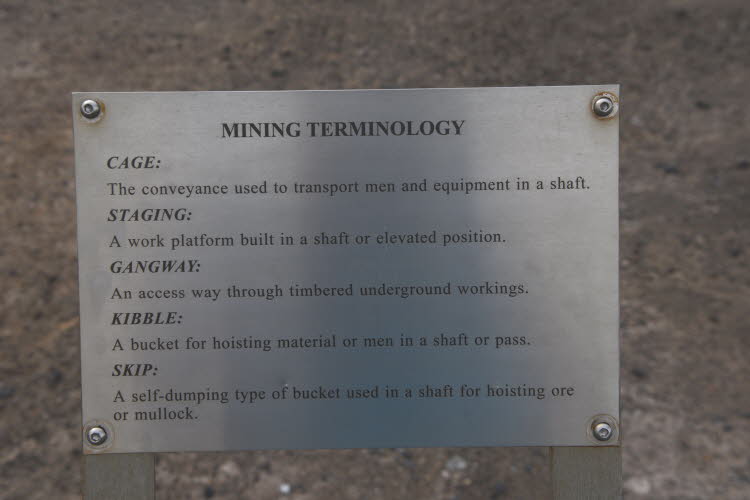 MINING TERMINOLOGY
CAGE:
The conveyance used to transport men and equipment in a shaft.
STAGING:
A work platform built in a shaft or elevated position.
GANGWAY:
An access way through timbered underground workings.
KIBBLE:
A bucket for hoisting material or men in a shaft or pass.
SKIP:
A self-dumping type of bucket used in a shaft for hoisting ore
or mullock.